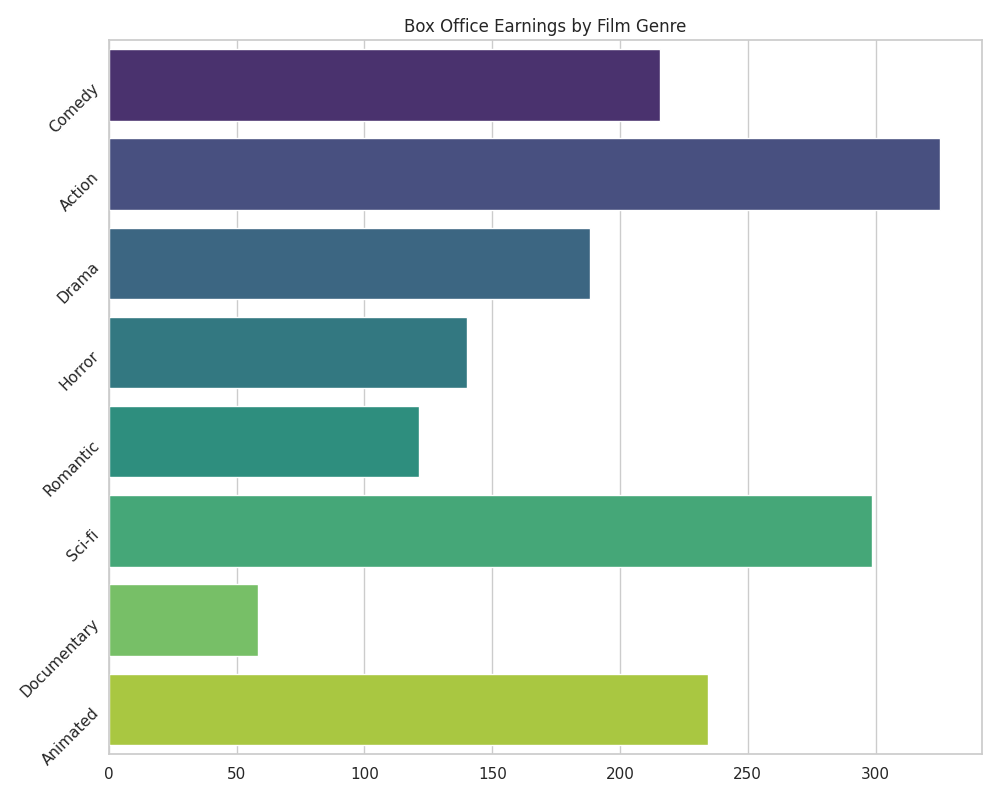 Box Office Earnings by Film Genre
Comedy
Action
Drama
Horror
Romantic
Sci-fi
Documentary
Animated
0 50 100 150 200 250 300